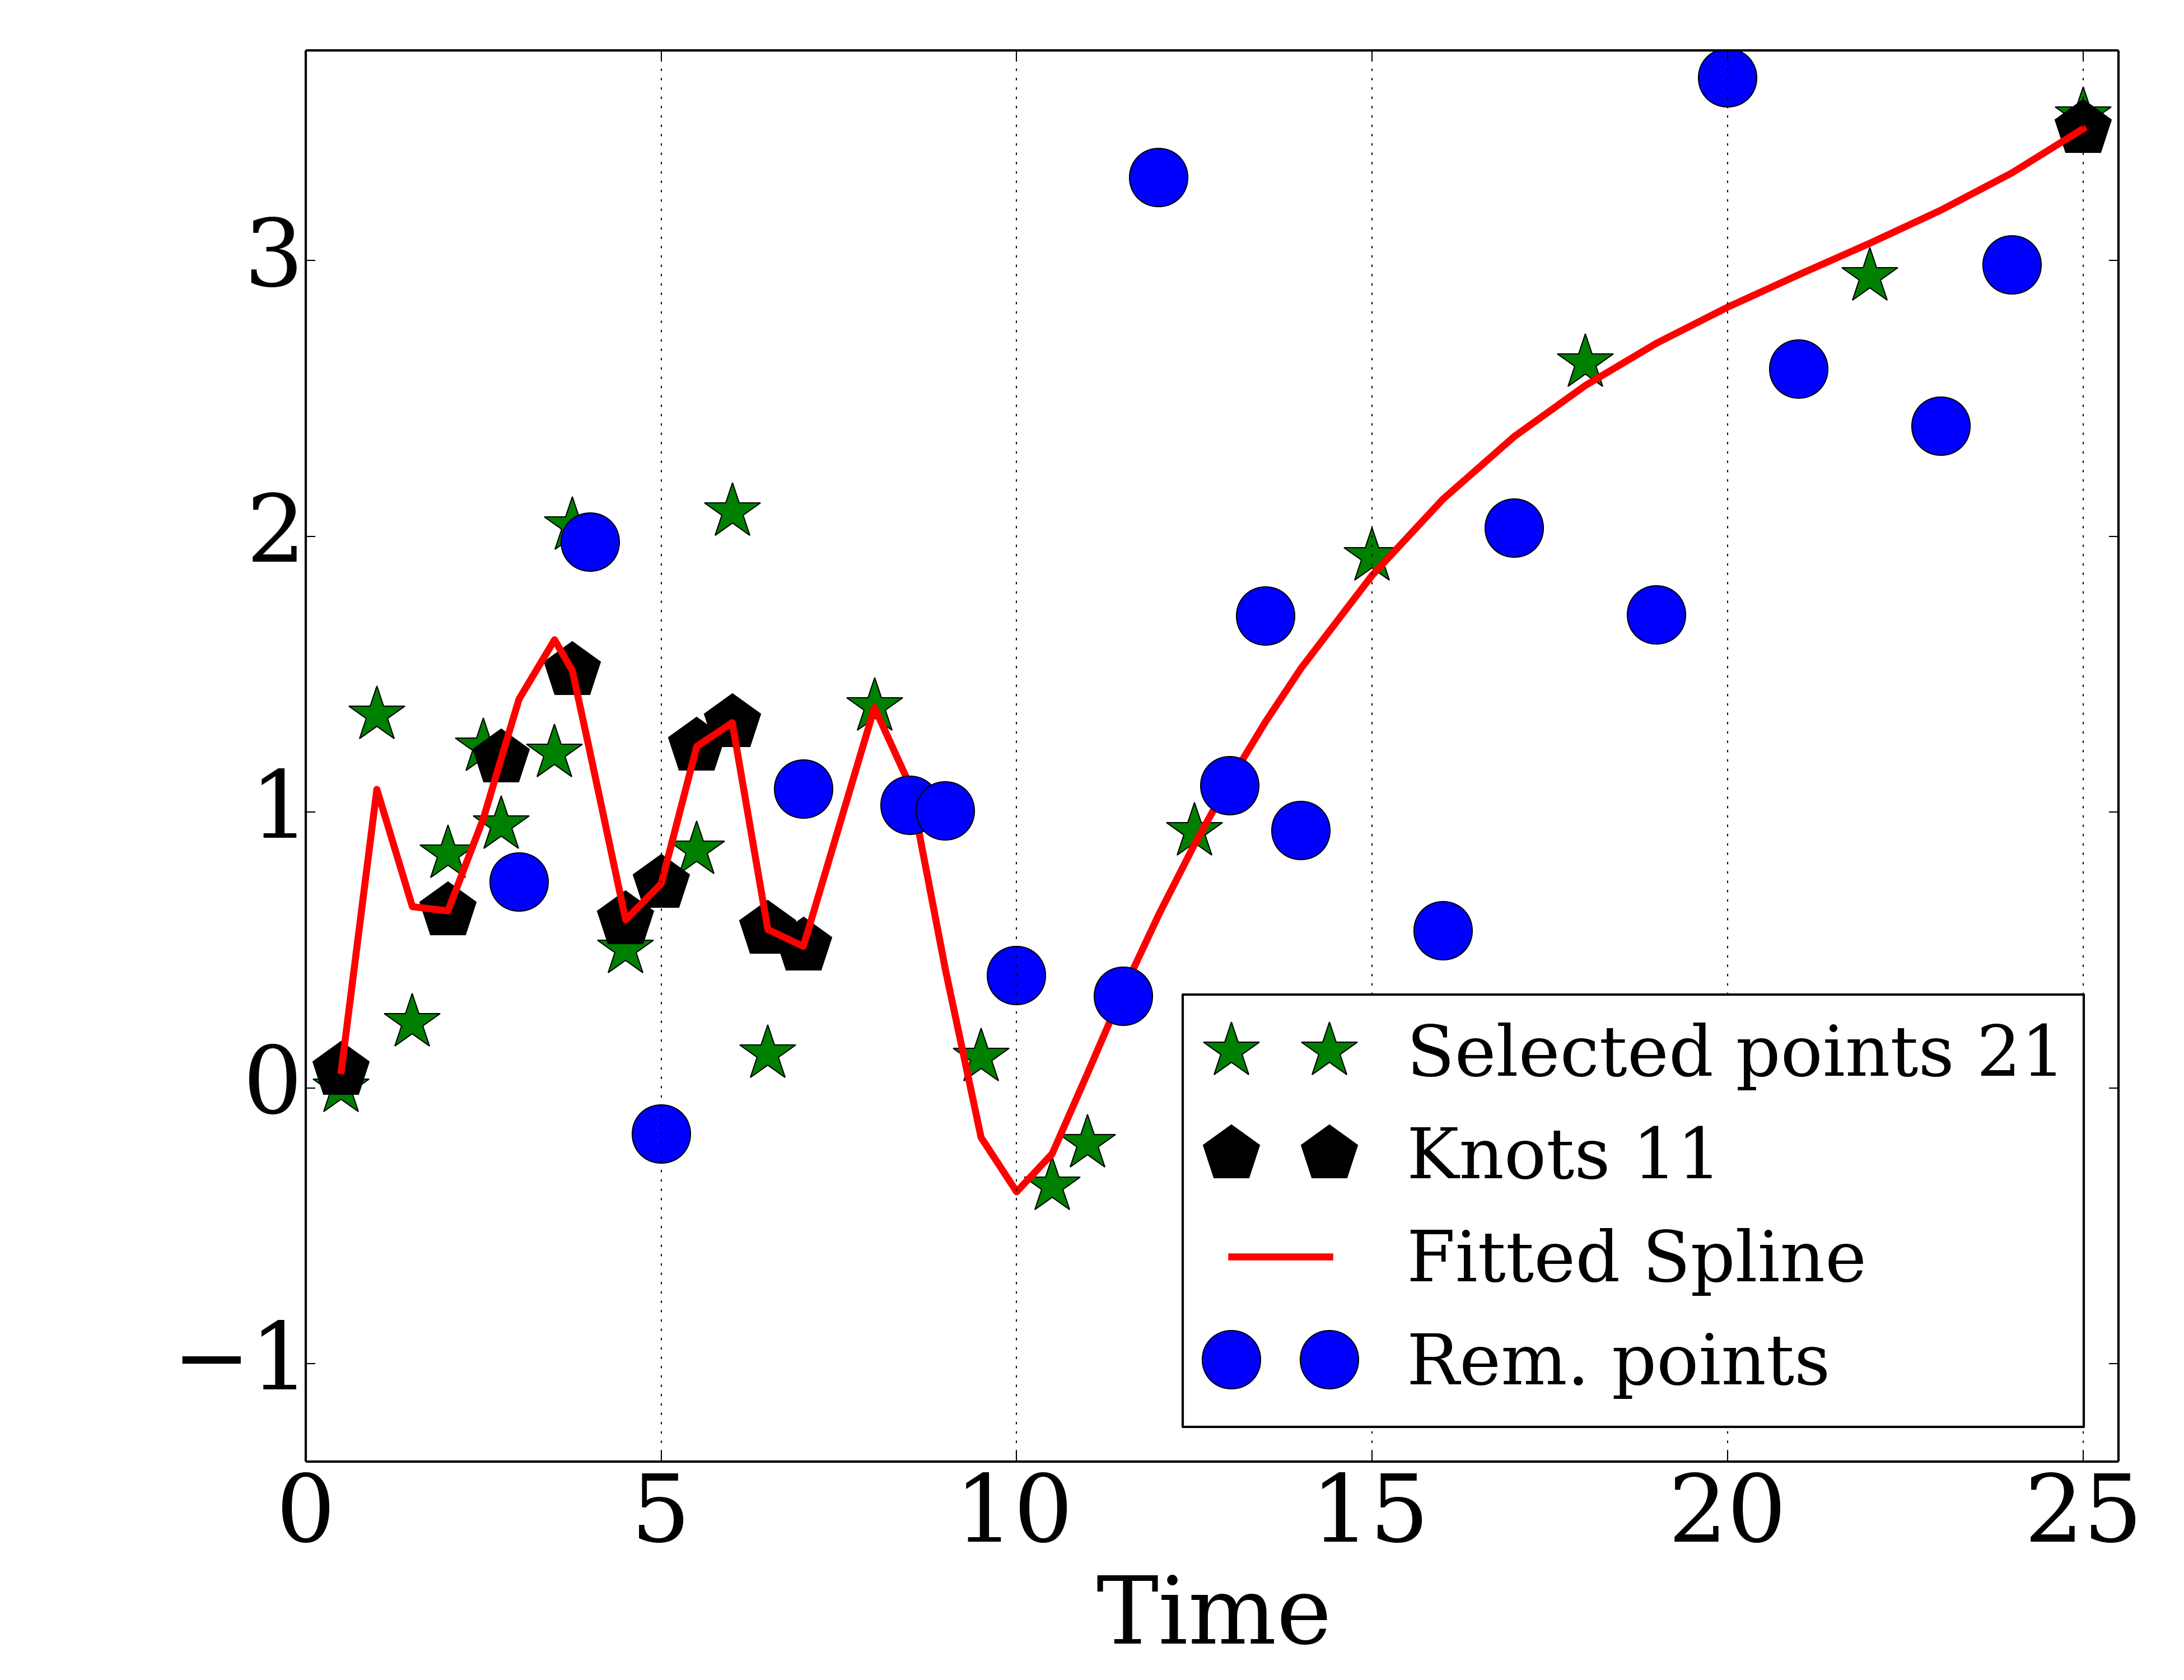 3
2
1
0
−1
0 5 10 15 20 25
Time
Selected points 21
Knots 11
Fitted Spline
Rem. points